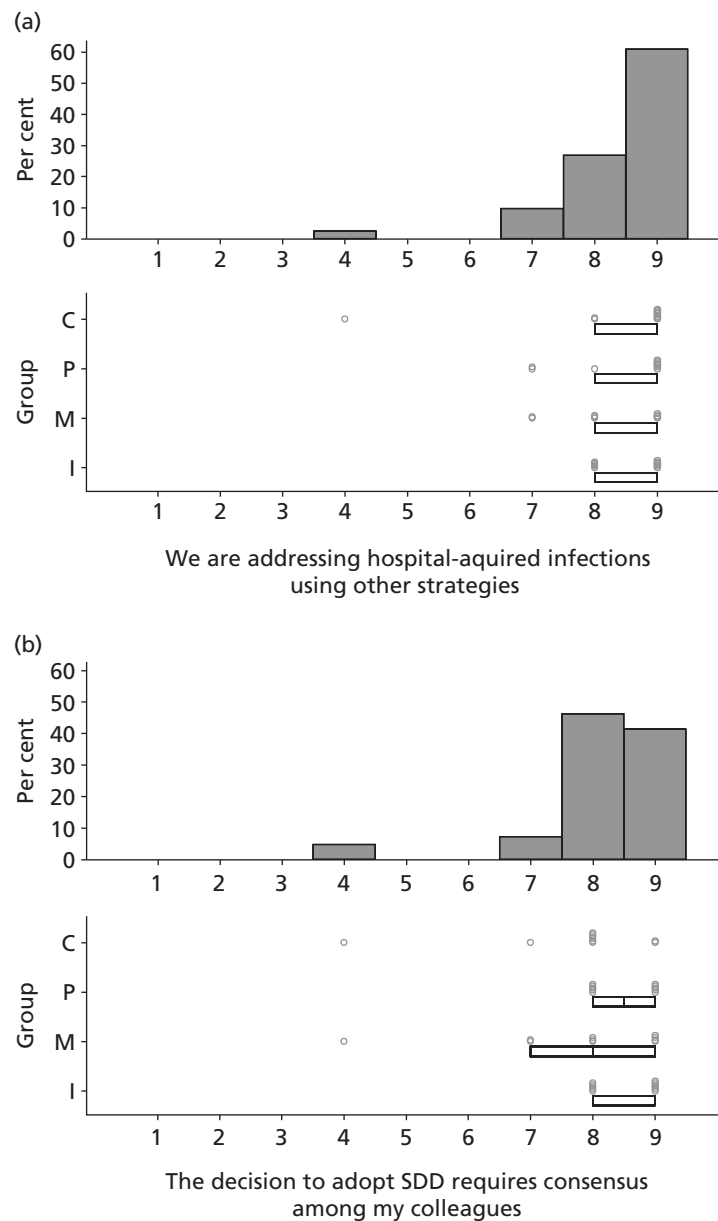 (a)
60
50
40
30
20
10
0
Per cent
1 2 3 4 5 6 7 8 9
C
P
M
I
Group
1 2 3 4 5 6 7 8 9
We are addressing hospital-aquired infections
using other strategies
(b)
60
50
40
30
20
10
0
Per cent
1 2 3 4 5 6 7 8 9
C
P
M
I
Group
1 2 3 4 5 6 7 8 9
The decision to adopt SDD requires consensus
among my colleagues